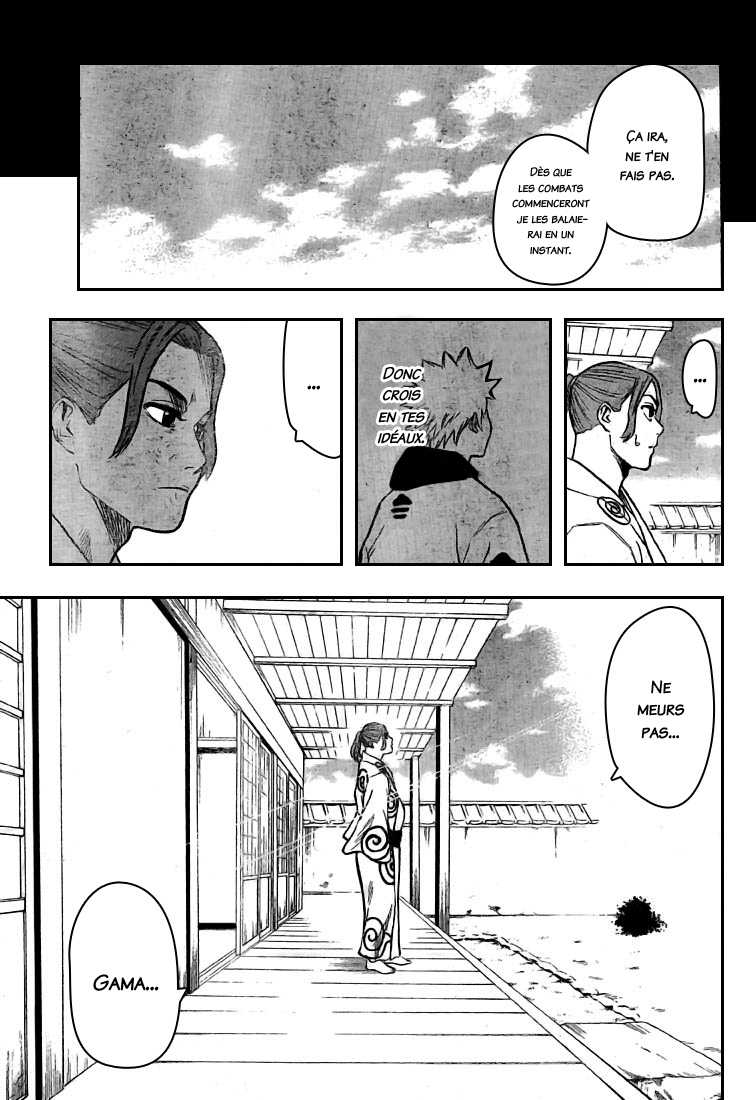 ÇA IRA,
NE T'EN
FAIS PAS.
DÈS QUE
LES COMBATS
COMMENCERONT
JE LES BALAIE-
RAI EN UN
INSTANT.
...
DONC
CROIS
EN TES
IDÉAUX.
...
NE
MEURS
PAS...
GAMA...